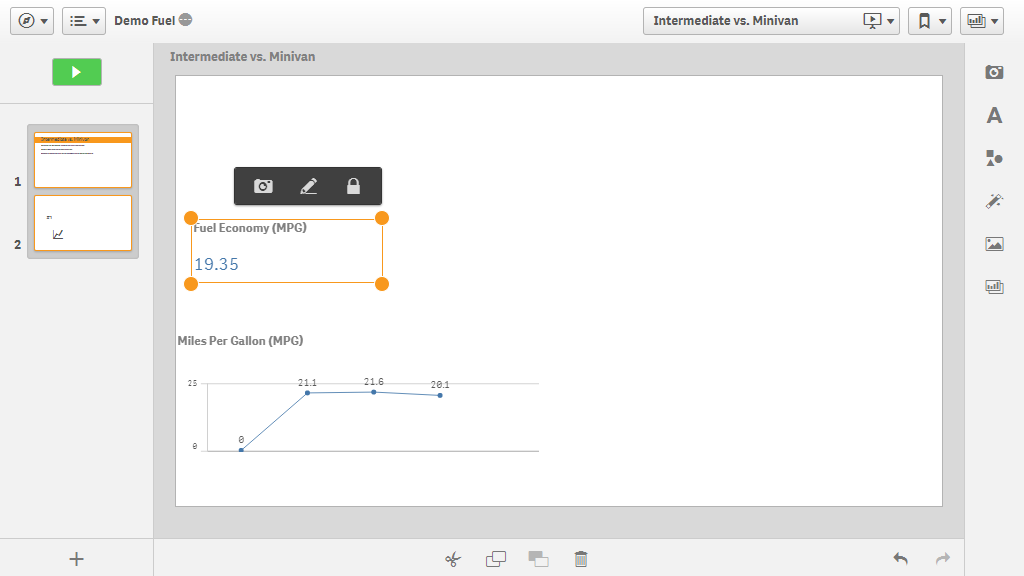 Demo Fuel
Intermediate vs. Minivan
Intermediate vs. Minivan
1
2
Fuel Economy (MPG)
19.35
Miles Per Gallon (MPG)
25
21.1
21.6
20.1
0
0
A